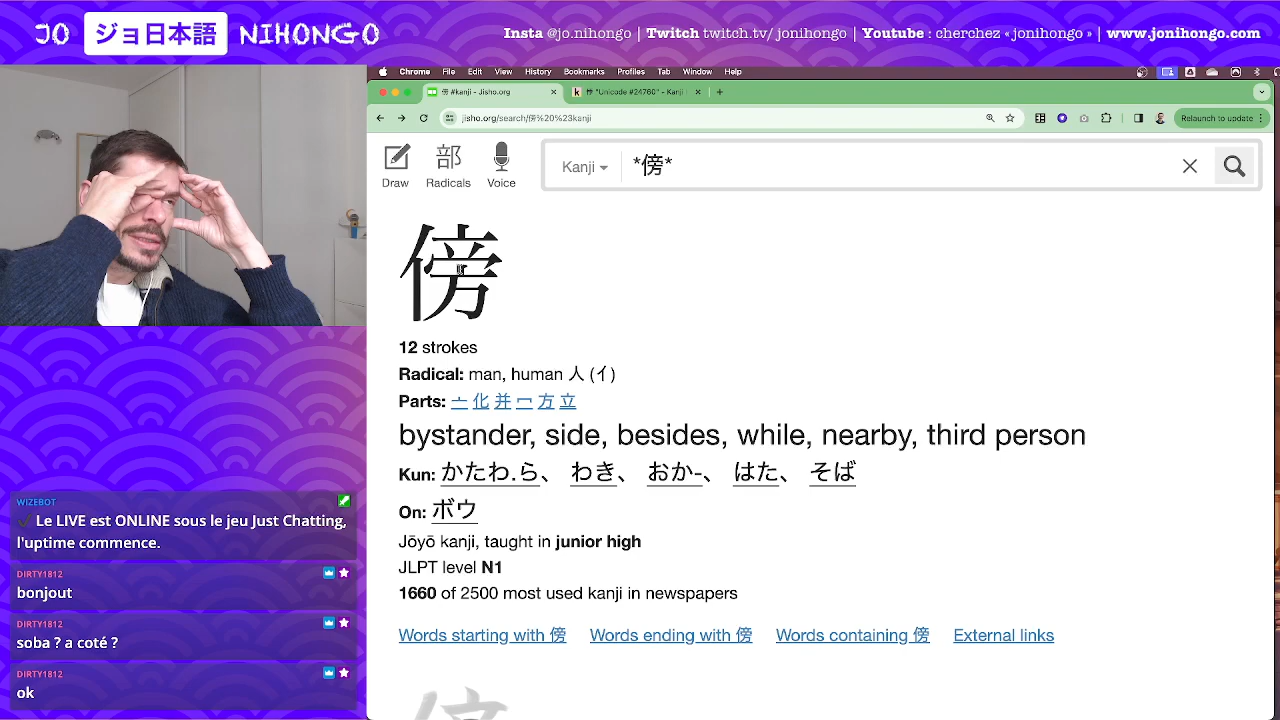 JO ジョ日本語 NIHONGO
Insta @jo.nihongo | Twitch twitch.tv/ jonihongo | Youtube : cherchez « jonihongo » | www.jonihongo.com
Chrome File Edit View History Bookmarks Profiles Tab Window Help
傍 #kanji - Jisho.org
"Unicode #24760" - Kanji
jisho.org/search/傍%20%23kanji
Relaunch to update
Draw
部 Radicals
Voice
Kanji
*傍*
傍
12 strokes
Radical: man, human 人 (亻)
Parts: 亠 化 并 冖 方 立
bystander, side, besides, while, nearby, third person
Kun: かたわ.ら、 わき、 おか-、 はた、 そば
On: ボウ
Jōyō kanji, taught in junior high
JLPT level N1
1660 of 2500 most used kanji in newspapers
Words starting with 傍 Words ending with 傍 Words containing 傍 External links
WIZEBOT
Le LIVE est ONLINE sous le jeu Just Chatting,
l'uptime commence.
DIRTY1812
bonjout
DIRTY1812
soba ? a coté ?
DIRTY1812
ok